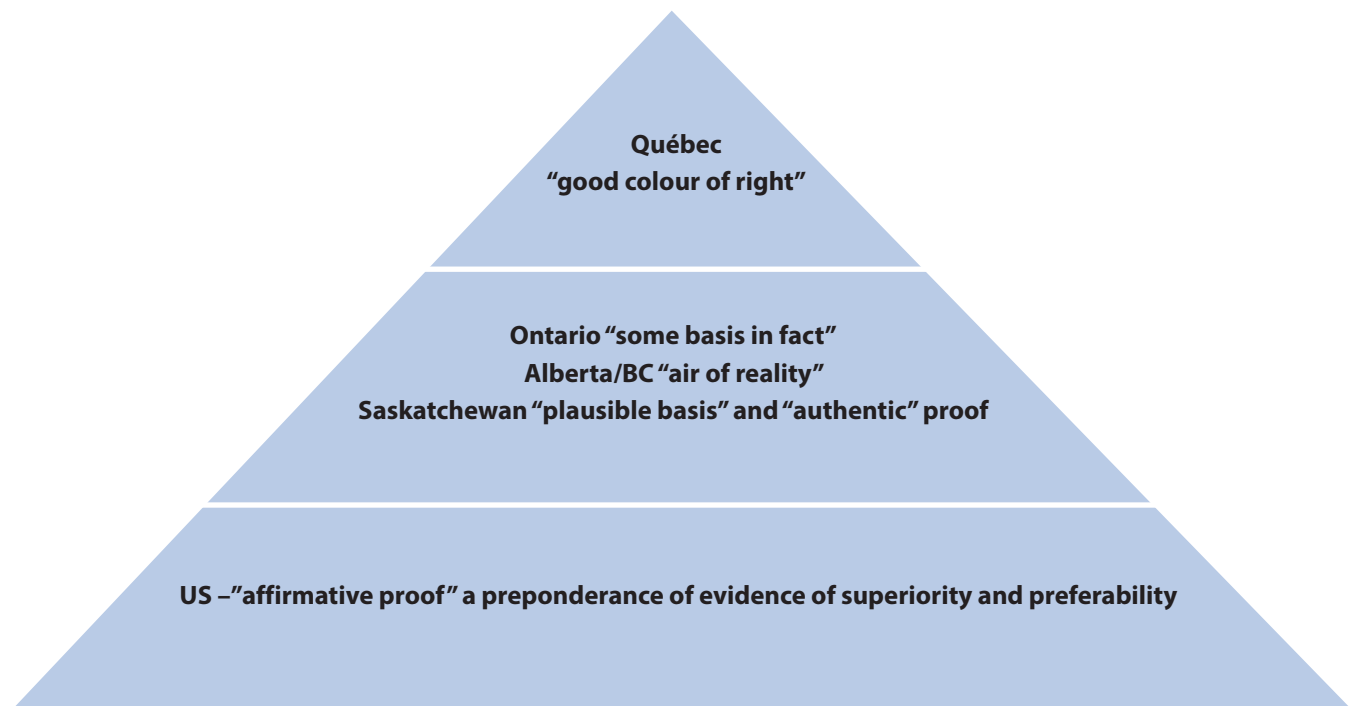 Québec
“good colour of right”
Ontario “some basis in fact”
Alberta/BC “air of reality”
Saskatchewan “plausible basis” and “authentic” proof
US –”affirmative proof” a preponderance of evidence of superiority and preferability